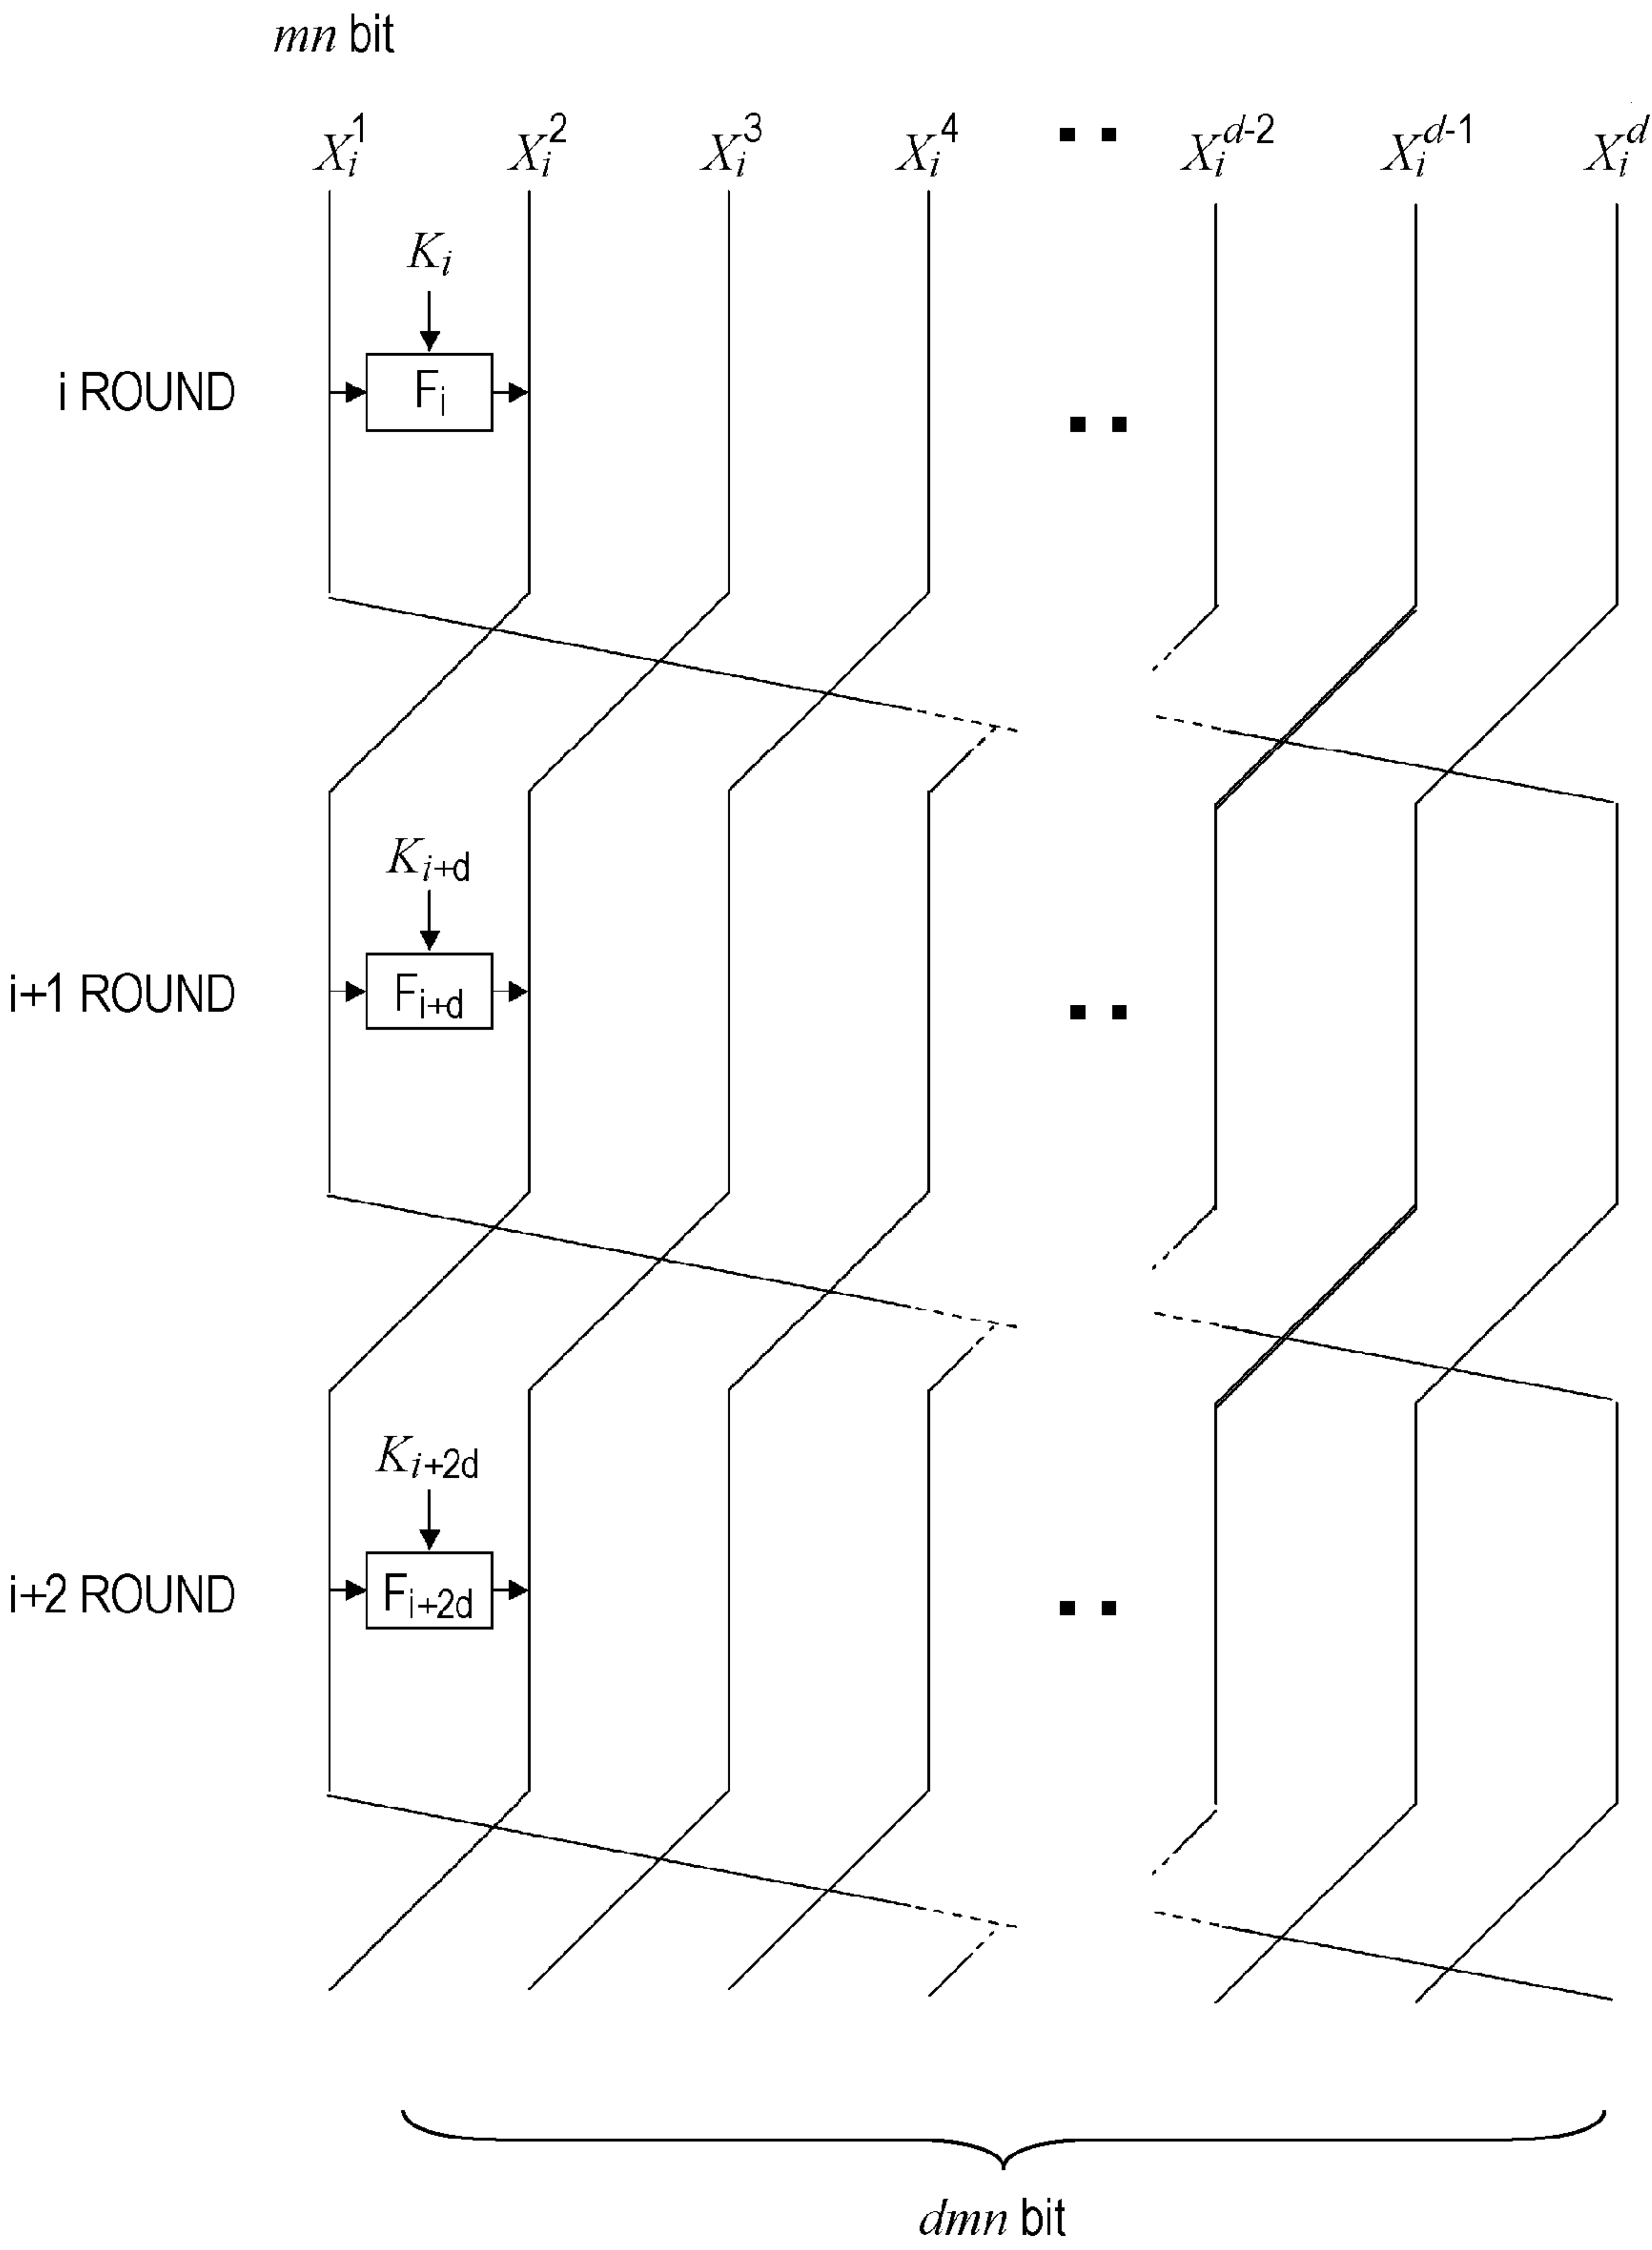 mn bit
X_i^1 X_i^2 X_i^3 X_i^4 ▪▪ X_i^{d-2} X_i^{d-1} X_i^d
K_i
i ROUND F_i ▪▪
K_{i+d}
i+1 ROUND F_{i+d} ▪▪
K_{i+2d}
i+2 ROUND F_{i+2d} ▪▪
dmn bit